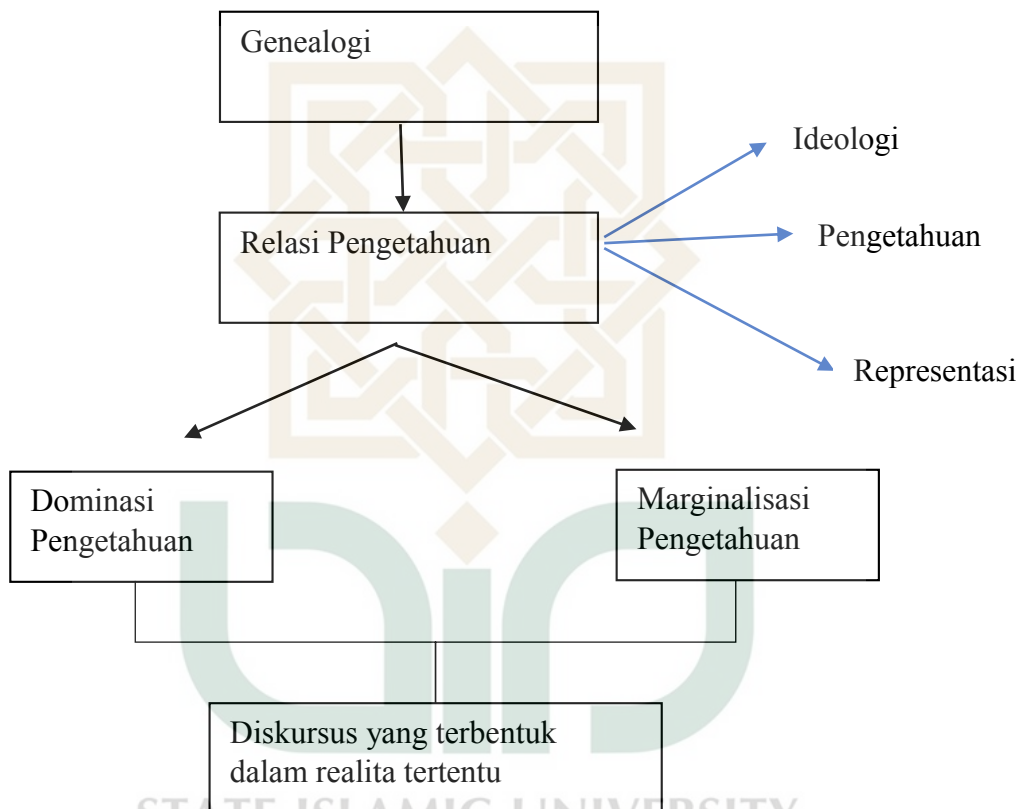 Genealogi
Ideologi
Relasi Pengetahuan
Pengetahuan
Representasi
Dominasi
Pengetahuan
Marginalisasi
Pengetahuan
Diskursus yang terbentuk
dalam realita tertentu
STATE ISLAMIC UNIVERSITY